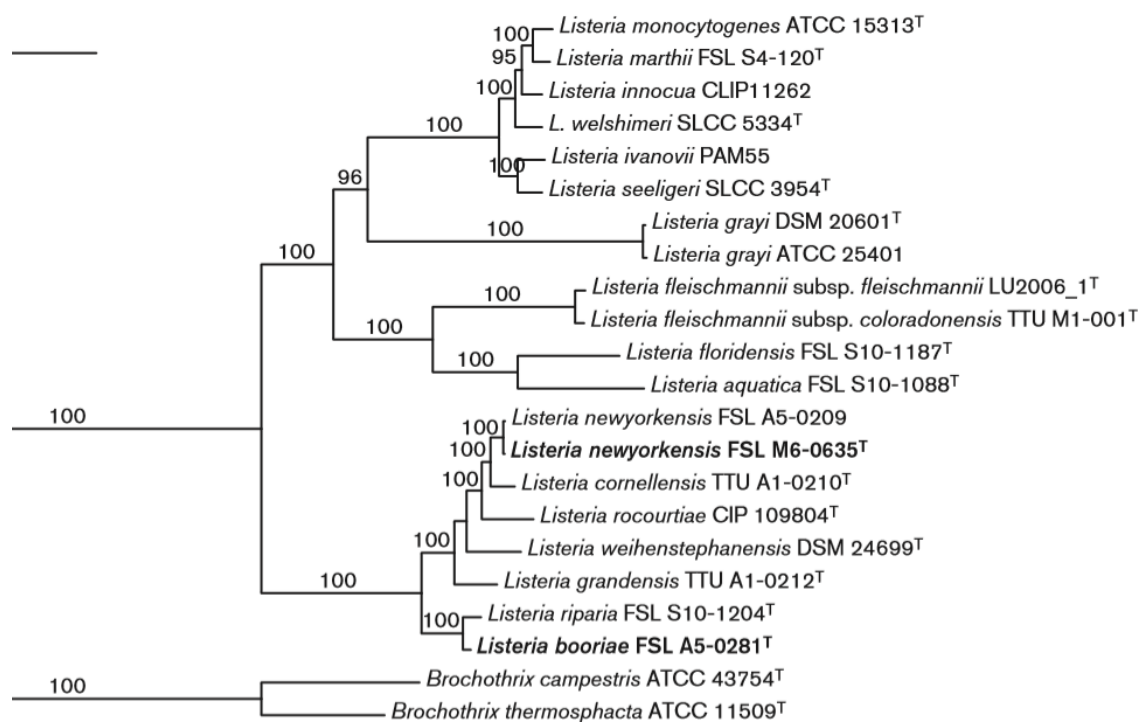 Listeria monocytogenes ATCC 15313ᵀ
100
Listeria marthii FSL S4-120ᵀ
95
Listeria innocua CLIP11262
100
L. welshimeri SLCC 5334ᵀ
100
Listeria ivanovii PAM55
100
Listeria seeligeri SLCC 3954ᵀ
96
Listeria grayi DSM 20601ᵀ
100
Listeria grayi ATCC 25401
100
Listeria fleischmannii subsp. fleischmannii LU2006_1ᵀ
100
Listeria fleischmannii subsp. coloradonensis TTU M1-001ᵀ
100
Listeria floridensis FSL S10-1187ᵀ
100
Listeria aquatica FSL S10-1088ᵀ
100
Listeria newyorkensis FSL A5-0209
100
Listeria newyorkensis FSL M6-0635ᵀ
100
Listeria cornellensis TTU A1-0210ᵀ
100
Listeria rocourtiae CIP 109804ᵀ
100
Listeria weihenstephanensis DSM 24699ᵀ
100
Listeria grandensis TTU A1-0212ᵀ
Listeria riparia FSL S10-1204ᵀ
100
Listeria booriae FSL A5-0281ᵀ
Brochothrix campestris ATCC 43754ᵀ
100
Brochothrix thermosphacta ATCC 11509ᵀ